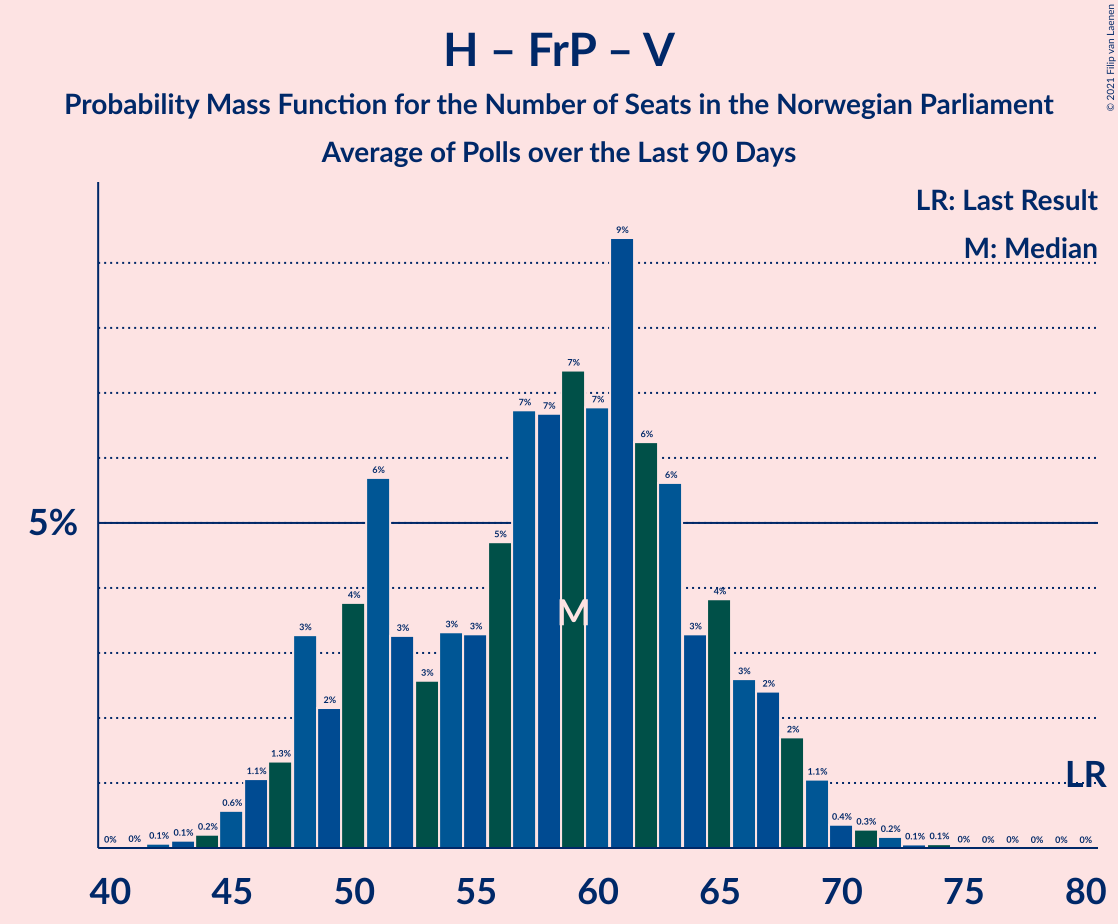 © 2021 Filip van Laenen
H – FrP – V
Probability Mass Function for the Number of Seats in the Norwegian Parliament
Average of Polls over the Last 90 Days
LR: Last Result
M: Median
5%
0% 0% 0.1% 0.1% 0.2% 0.6% 1.1% 1.3% 3% 2% 4% 6% 3% 3% 3% 3% 5% 7% 7% 7% 7% 9% 6% 6% 3% 4% 3% 2% 2% 1.1% 0.4% 0.3% 0.2% 0.1% 0.1% 0% 0% 0% 0% 0% 0%
M
LR
40 45 50 55 60 65 70 75 80